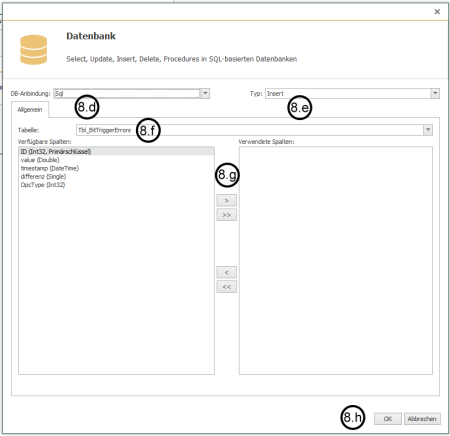 Datenbank
Select, Update, Insert, Delete, Procedures in SQL-basierten Datenbanken
DB-Anbindung: Sql Typ: Insert
8.d 8.e
Allgemein
Tabelle: Tbl_BitTriggerErrors 8.f
Verfügbare Spalten: Verwendete Spalten:
ID (Int32, Primärschlüssel)
value (Double)
timestamp (DateTime)
differenz (Single)
OpcType (Int32)
8.g
>
>>
<
<<
8.h OK Abbrechen